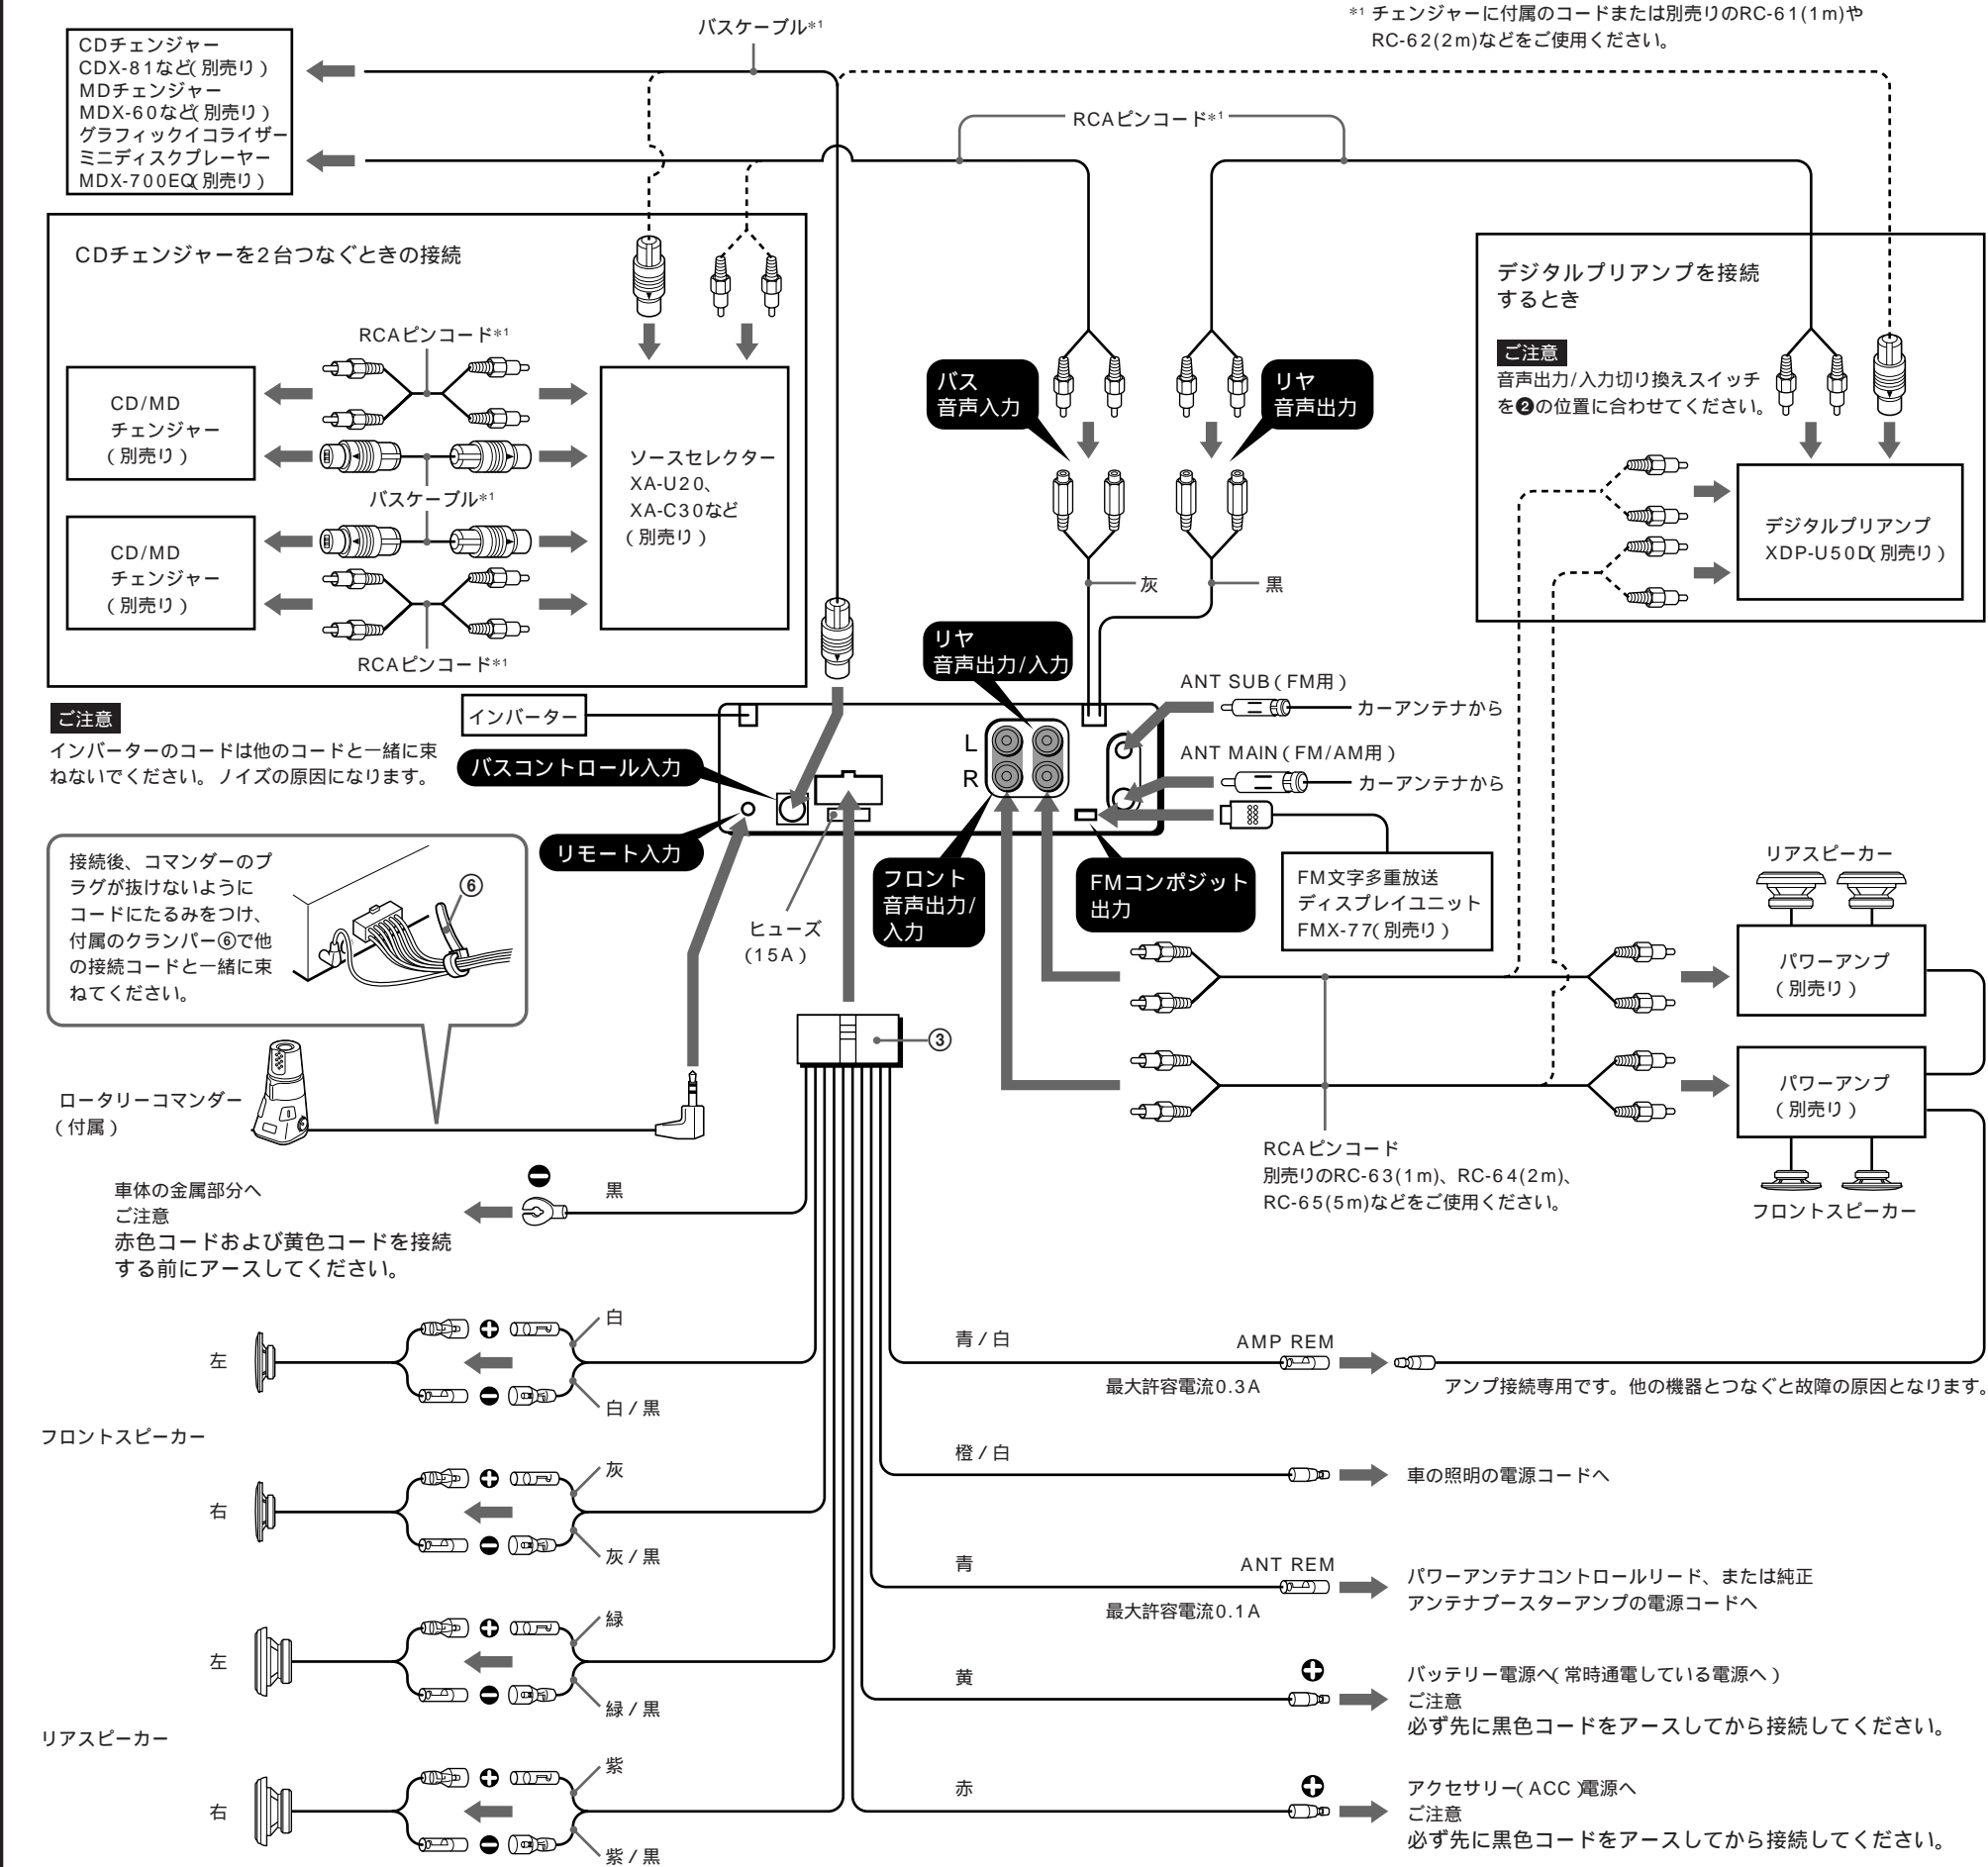 *1 チェンジャーに付属のコードまたは別売りのRC-61(1m)や
RC-62(2m)などをご使用ください。
バスケーブル*1
CDチェンジャー
CDX-81など(別売り)
MDチェンジャー
MDX-60など(別売り)
グラフィックイコライザー
ミニディスクプレーヤー
MDX-700EQ(別売り)
RCAピンコード*1
CDチェンジャーを2台つなぐときの接続
RCAピンコード*1
CD/MD
チェンジャー
(別売り)
バスケーブル*1
CD/MD
チェンジャー
(別売り)
RCAピンコード*1
ソースセレクター
XA-U20、
XA-C30など
(別売り)
バス
音声入力
リヤ
音声出力
灰
黒
デジタルプリアンプを接続
するとき
ご注意
音声出力/入力切り換えスイッチ
を❷の位置に合わせてください。
デジタルプリアンプ
XDP-U50D(別売り)
ご注意
インバーターのコードは他のコードと一緒に束
ねないでください。ノイズの原因になります。
インバーター
バスコントロール入力
リモート入力
リヤ
音声出力/入力
L
R
ANT SUB(FM用)
カーアンテナから
ANT MAIN(FM/AM用)
カーアンテナから
フロント
音声出力/
入力
FMコンポジット
出力
FM文字多重放送
ディスプレイユニット
FMX-77(別売り)
ヒューズ
(15A)
接続後、コマンダーのプ
ラグが抜けないように
コードにたるみをつけ、
付属のクランパー⑥で他
の接続コードと一緒に束
ねてください。
⑥
③
ロータリーコマンダー
(付属)
リアスピーカー
パワーアンプ
(別売り)
パワーアンプ
(別売り)
フロントスピーカー
RCAピンコード
別売りのRC-63(1m)、RC-64(2m)、
RC-65(5m)などをご使用ください。
車体の金属部分へ
ご注意
赤色コードおよび黄色コードを接続
する前にアースしてください。
黒
左
白
白/黒
フロントスピーカー
右
灰
灰/黒
左
緑
緑/黒
リアスピーカー
右
紫
紫/黒
青/白
AMP REM
最大許容電流0.3A
アンプ接続専用です。他の機器とつなぐと故障の原因となります。
橙/白
車の照明の電源コードへ
青
ANT REM
最大許容電流0.1A
パワーアンテナコントロールリード、または純正
アンテナブースターアンプの電源コードへ
黄
バッテリー電源へ(常時通電している電源へ)
ご注意
必ず先に黒色コードをアースしてから接続してください。
赤
アクセサリー(ACC)電源へ
ご注意
必ず先に黒色コードをアースしてから接続してください。